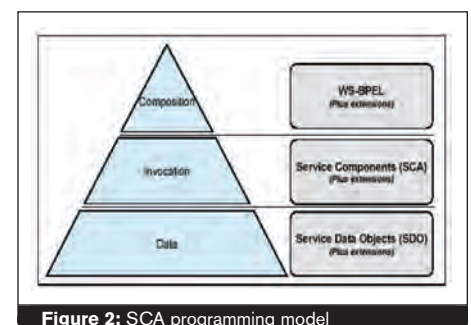 Composition
WS-BPEL
(Plus extensions)
Invocation
Service Components (SCA)
(Plus extensions)
Data
Service Data Objects (SDO)
(Plus extensions)
Figure 2: SCA programming model